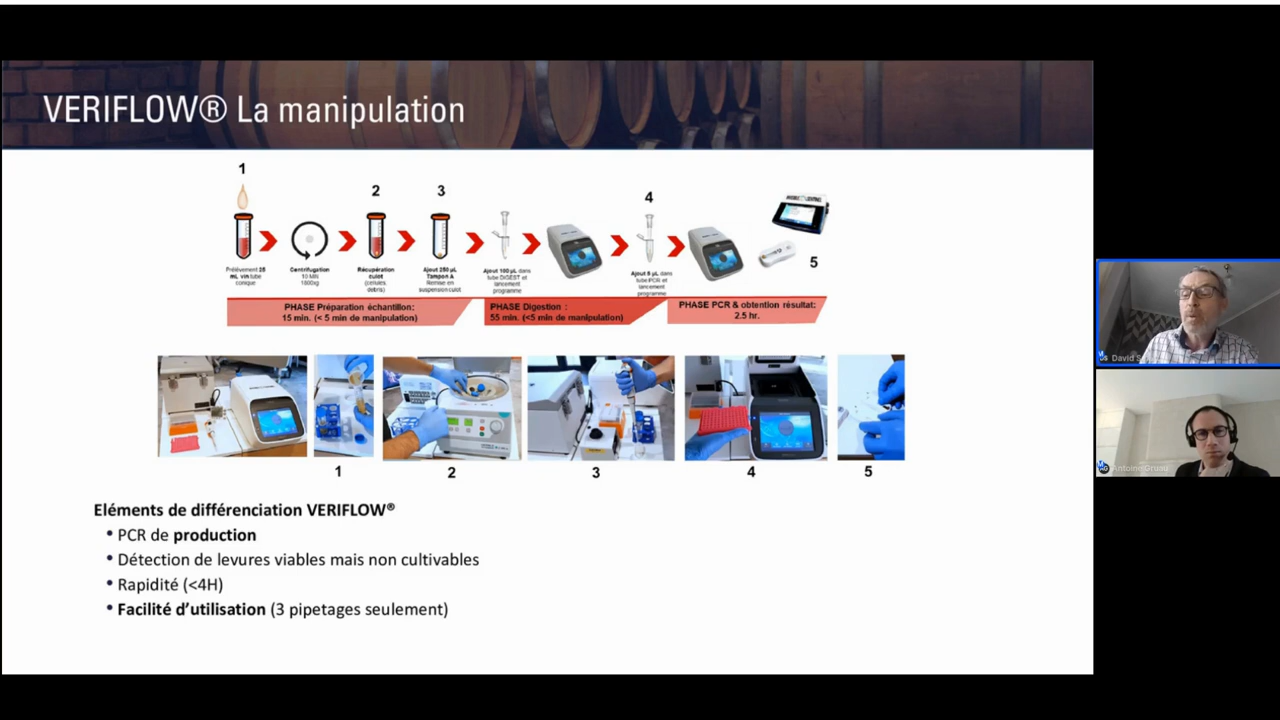 VERIFLOW® La manipulation
1
2
3
4
5
Prélèvement 25
mL vin tube
conique
Centrifugation
10 MIN
1800xg
Récupération
culot
(cellules,
debris)
Ajout 250 µL
Tampon A
Remise en
suspension culot
Ajout 100 µL dans
tube DIGEST et
lancement
programme
Ajout 5 µL dans
tube PCR et
lancement
programme
PHASE Préparation échantillon:
15 min. (< 5 min de manipulation)
PHASE Digestion :
55 min. (<5 min de manipulation)
PHASE PCR & obtention résultat:
2.5 hr.
1
2
3
4
5
Eléments de différenciation VERIFLOW®
• PCR de production
• Détection de levures viables mais non cultivables
• Rapidité (<4H)
• Facilité d’utilisation (3 pipetages seulement)
David
Antoine Gruau